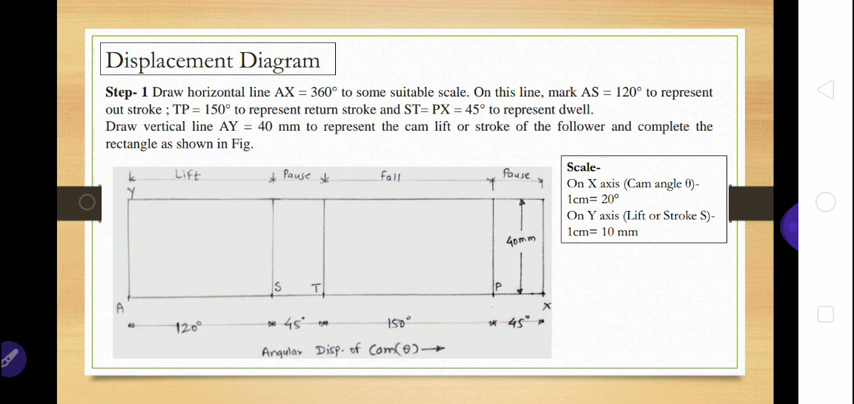 Displacement Diagram
Step- 1 Draw horizontal line AX = 360° to some suitable scale. On this line, mark AS = 120° to represent
out stroke ; TP = 150° to represent return stroke and ST= PX = 45° to represent dwell.
Draw vertical line AY = 40 mm to represent the cam lift or stroke of the follower and complete the
rectangle as shown in Fig.
Lift Pause fall Pause
Y
40mm
S T P
A X
120° 45° 150° 45°
Angular Disp. of Cam(θ)
Scale-
On X axis (Cam angle θ)-
1cm= 20°
On Y axis (Lift or Stroke S)-
1cm= 10 mm